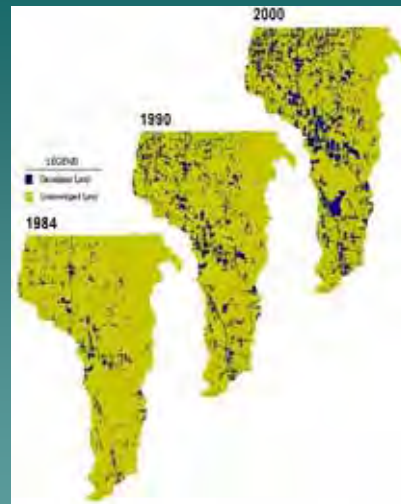 2000
1990
LEGEND
Developed Land
Undeveloped Land
1984